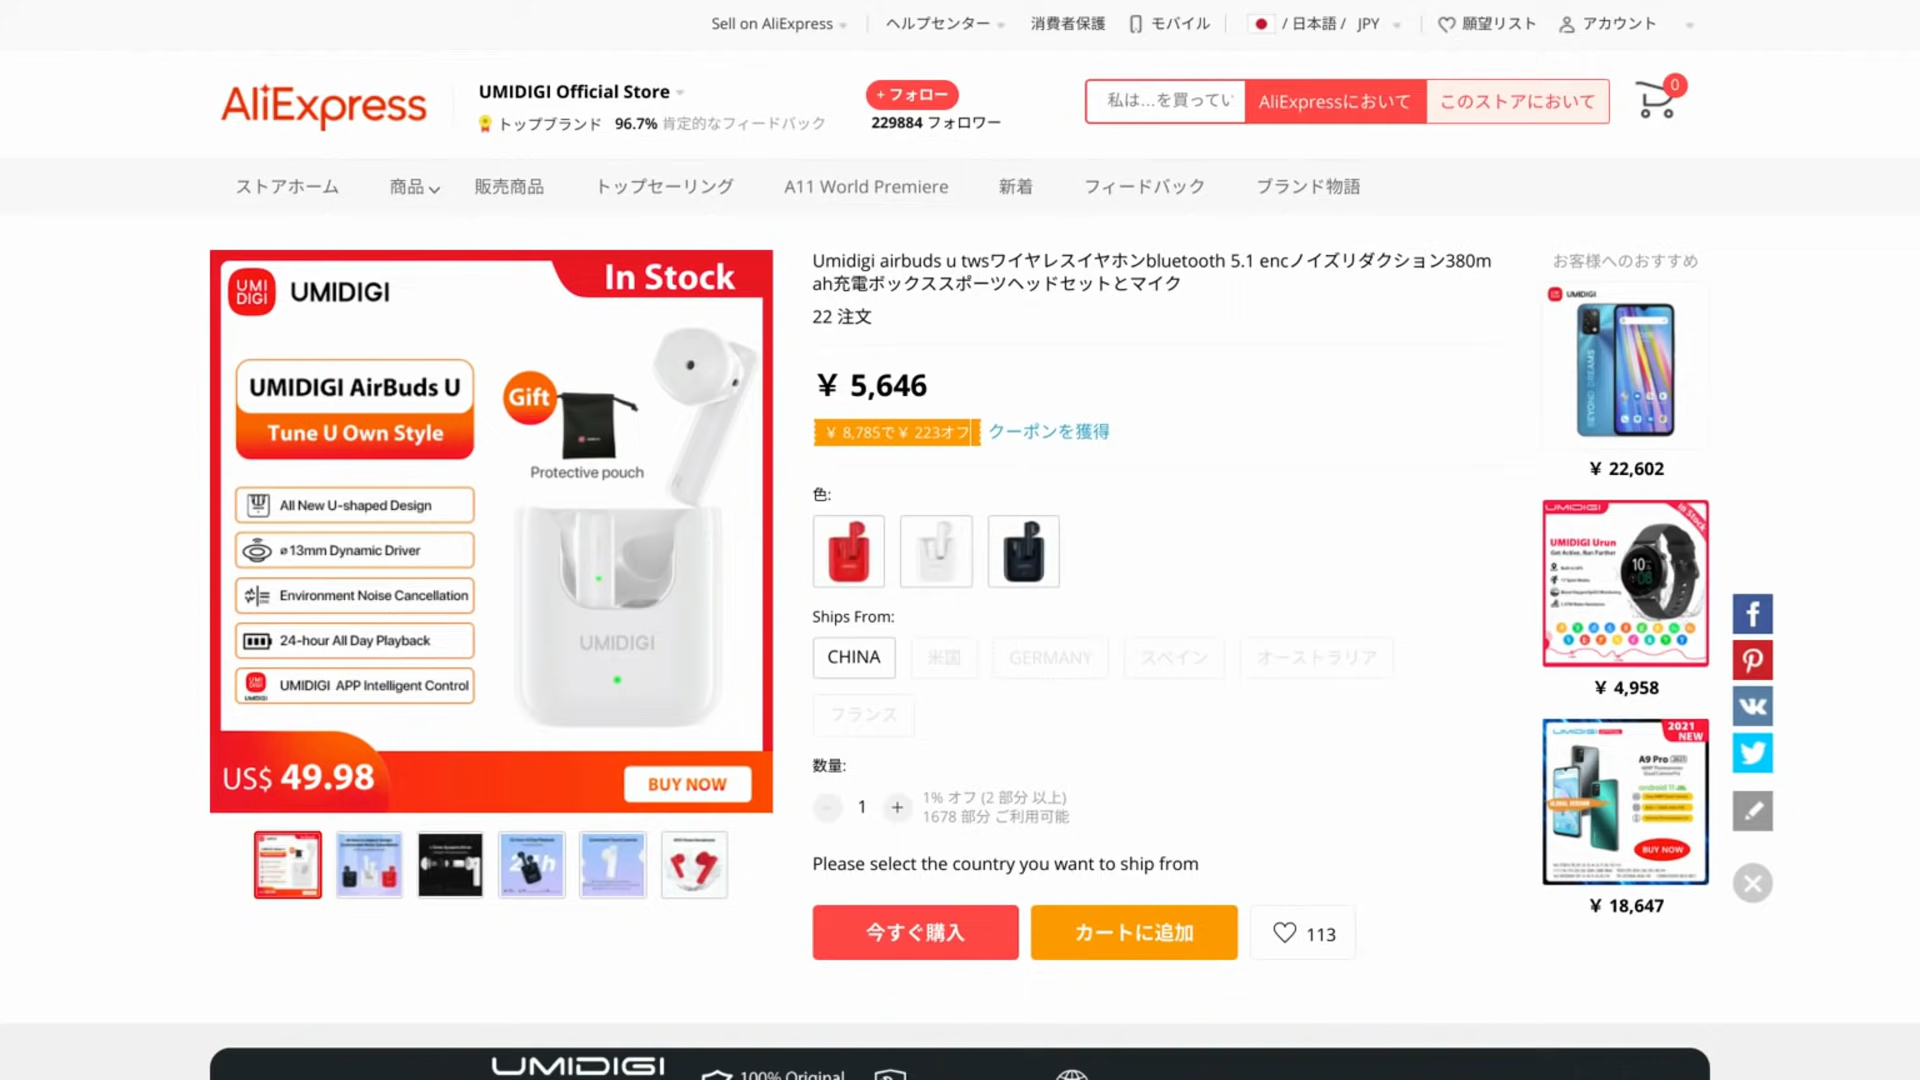 Sell on AliExpress
ヘルプセンター
消費者保護
モバイル
/ 日本語 / JPY
願望リスト
アカウント
AliExpress
UMIDIGI Official Store
トップブランド 96.7% 肯定的なフィードバック
+ フォロー
229884 フォロワー
私は...を買ってい
AliExpressにおいて
このストアにおいて
0
ストアホーム
商品
販売商品
トップセーリング
A11 World Premiere
新着
フィードバック
ブランド物語
In Stock
UMI
DIGI
UMIDIGI
UMIDIGI AirBuds U
Tune U Own Style
Gift
Protective pouch
All New U-shaped Design
ø13mm Dynamic Driver
Environment Noise Cancellation
24-hour All Day Playback
UMIDIGI APP Intelligent Control
UMIDIGI
US$ 49.98
BUY NOW
Umidigi airbuds u twsワイヤレスイヤホンbluetooth 5.1 encノイズリダクション380m
ah充電ボックススポーツヘッドセットとマイク
22 注文
¥ 5,646
¥ 8,785で¥ 223オフ
クーポンを獲得
色:
Ships From:
CHINA
米国
GERMANY
スペイン
オーストラリア
フランス
数量:
1
1% オフ (2 部分 以上)
1678 部分 ご利用可能
Please select the country you want to ship from
今すぐ購入
カートに追加
113
お客様へのおすすめ
UMIDIGI
BEYOND DREAMS
¥ 22,602
UMIDIGI
In Stock
UMIDIGI Urun
Get Active, Run Farther
¥ 4,958
UMIDIGI
2021
NEW
A9 Pro
android 11
BUY NOW
¥ 18,647
UMIDIGI
100% Original